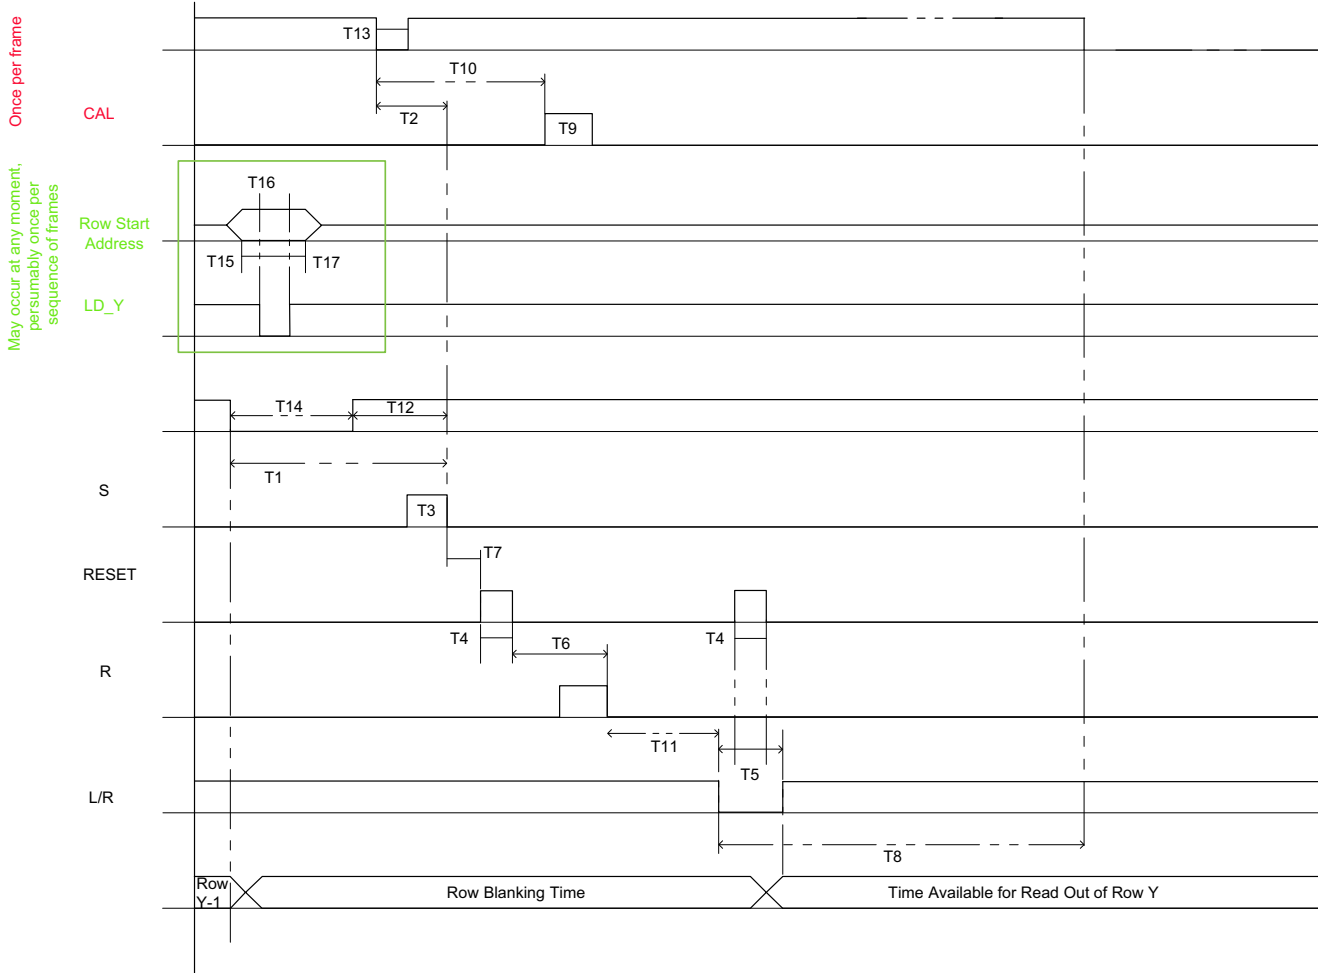 Once per frame
T13
T10
T2
CAL
T9
May occur at any moment,
persumably once per
sequence of frames
T16
Row Start
Address
T15
T17
LD_Y
T14
T12
T1
S
T3
T7
RESET
T4
T6
T4
R
T11
T5
L/R
T8
Row
Y-1
Row Blanking Time
Time Available for Read Out of Row Y